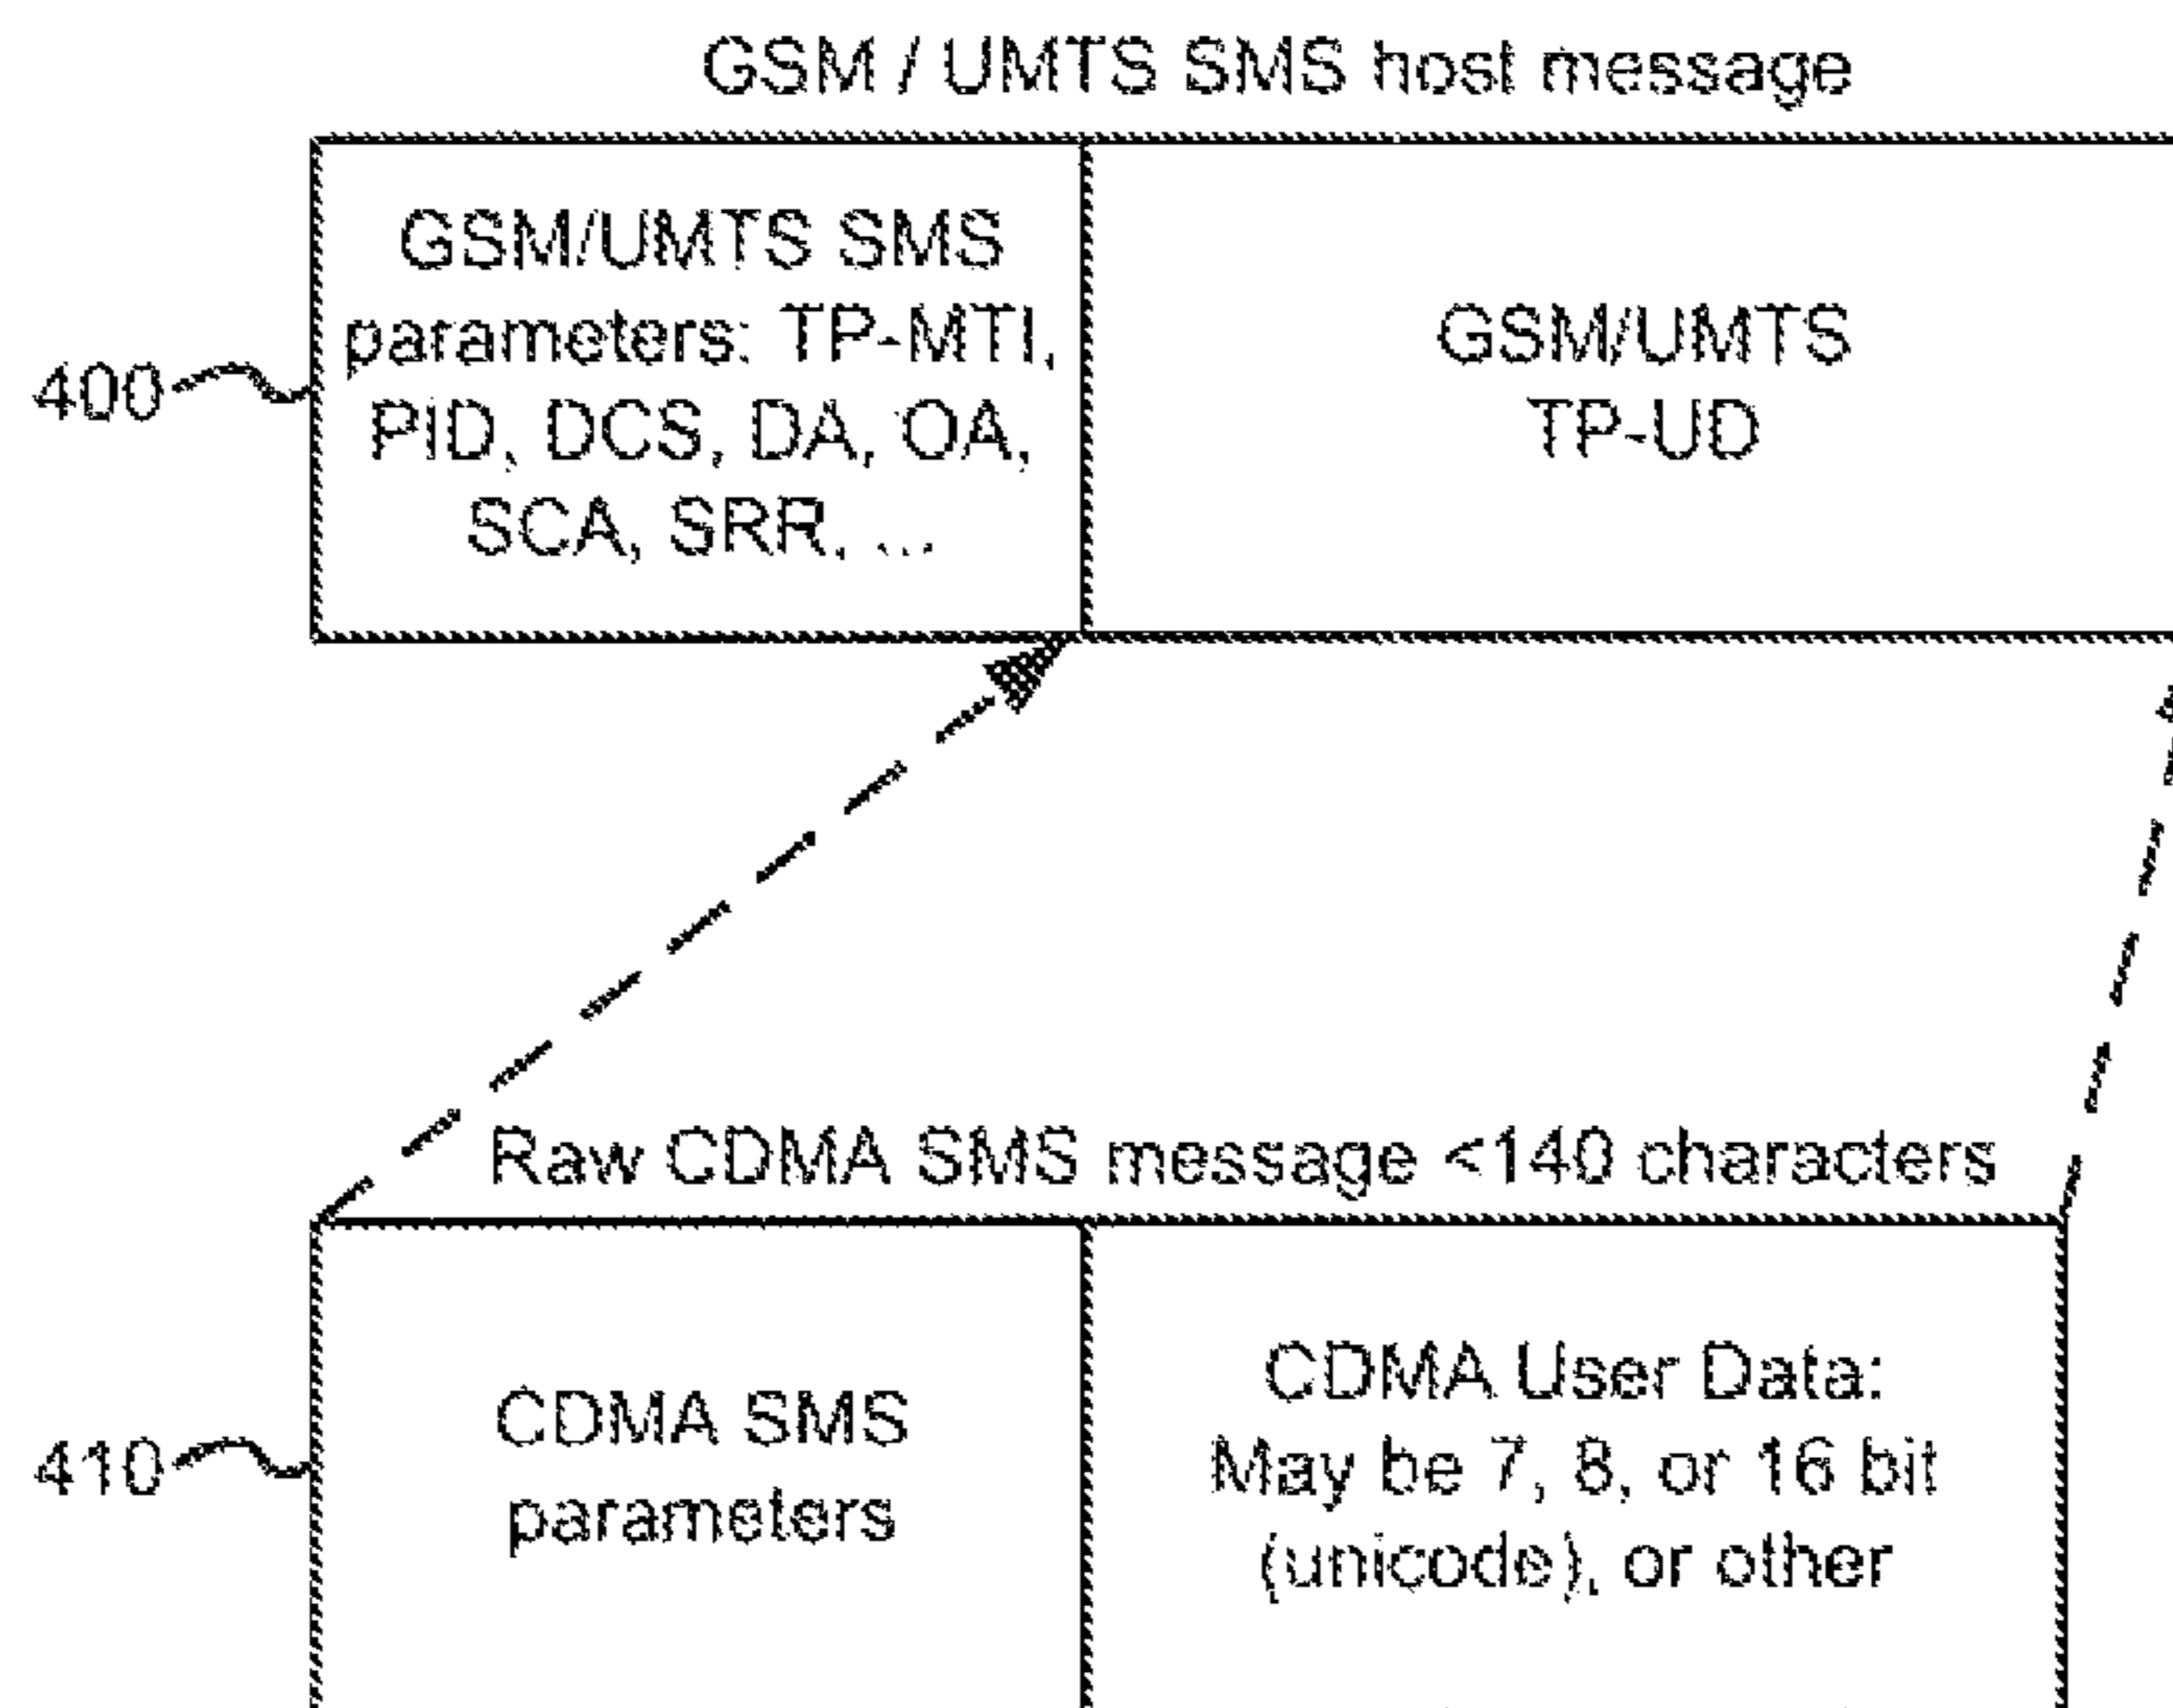 GSM / UMTS SMS host message
GSM/UMTS SMS
parameters: TP-MTI,
PID, DCS, DA, OA,
SCA, SRR, ...
GSM/UMTS
TP-UD
400
Raw CDMA SMS message <140 characters
CDMA SMS
parameters
CDMA User Data:
May be 7, 8, or 16 bit
(unicode), or other
410